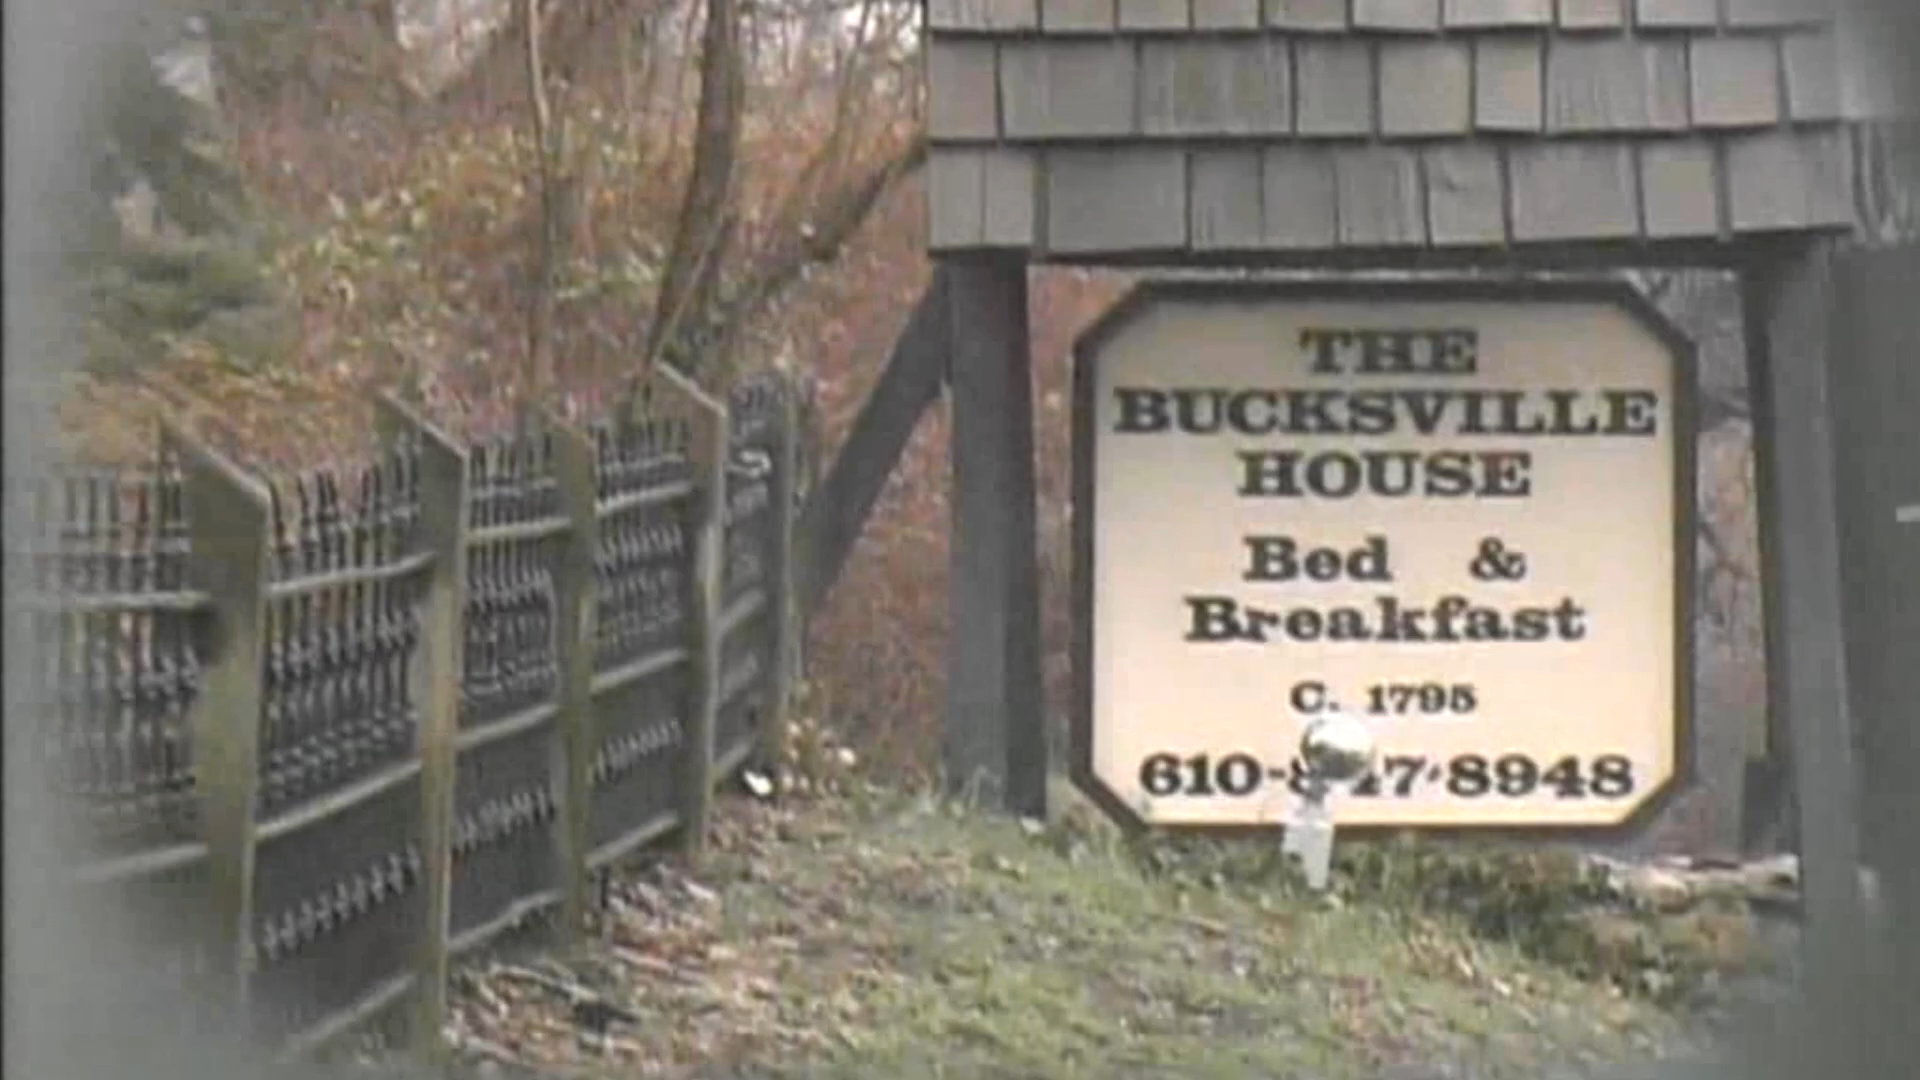 THE
BUCKSVILLE
HOUSE
Bed &
Breakfast
C. 1795